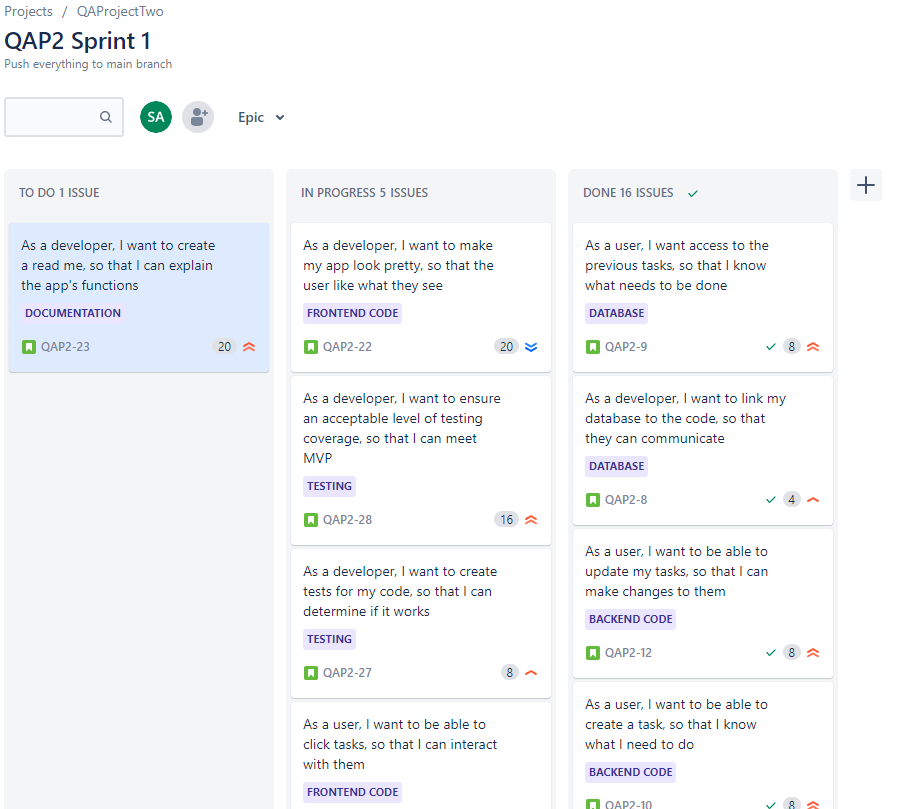 Projects / QAProjectTwo
QAP2 Sprint 1
Push everything to main branch
SA
Epic
TO DO 1 ISSUE
As a developer, I want to create
a read me, so that I can explain
the app's functions
DOCUMENTATION
QAP2-23
20
IN PROGRESS 5 ISSUES
As a developer, I want to make
my app look pretty, so that the
user like what they see
FRONTEND CODE
QAP2-22
20
As a developer, I want to ensure
an acceptable level of testing
coverage, so that I can meet
MVP
TESTING
QAP2-28
16
As a developer, I want to create
tests for my code, so that I can
determine if it works
TESTING
QAP2-27
8
As a user, I want to be able to
click tasks, so that I can interact
with them
FRONTEND CODE
DONE 16 ISSUES
As a user, I want access to the
previous tasks, so that I know
what needs to be done
DATABASE
QAP2-9
8
As a developer, I want to link my
database to the code, so that
they can communicate
DATABASE
QAP2-8
4
As a user, I want to be able to
update my tasks, so that I can
make changes to them
BACKEND CODE
QAP2-12
8
As a user, I want to be able to
create a task, so that I know
what I need to do
BACKEND CODE
QAP2-10
8